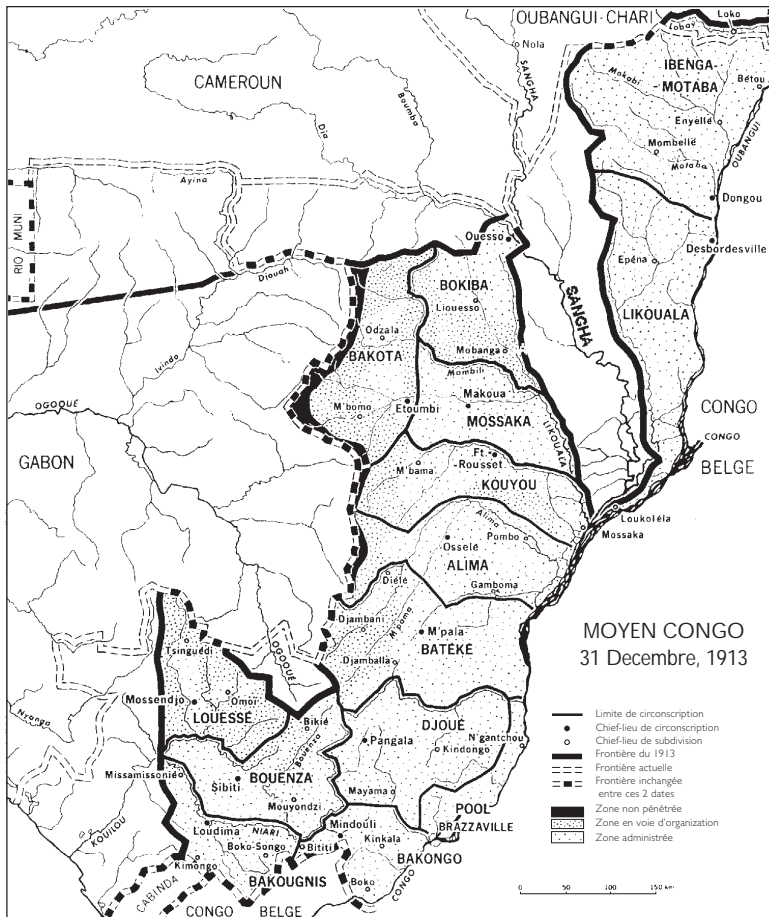 OUBANGUI-CHARI
Loko
Lobay
Nola
SANGHA
IBENGA-
MOTABA
Bétou
Mokabi
CAMEROUN
Boumba
Enyellé
Dia
Mombellé
OUBANGUI
Motaba
Ayina
Dongou
RIO MUNI
Ouesso
Desbordesville
Epéna
Djouah
BOKIBA
SANGHA
Liouesso
LIKOUALA
Odzala
BAKOTA
Mobanga
Ivindo
Mambili
Makoua
OGOOUÉ
M'bomo
Etoumbi
MOSSAKA
CONGO
LIKOUALA
CONGO
GABON
Ft.-
Rousset
M'bama
BELGE
KOUYOU
Loukoléla
Alima
Pombo
Mossaka
Osselé
ALIMA
Diélé
Gamboma
Djambani
M'pama
M'pala
MOYEN CONGO
Tsinguédi
OGOOUÉ
BATÉKÉ
31 Decembre, 1913
Djamballa
Mossendjo
Omoï
Nyanga
LOUESSÉ
DJOUÉ
Bikié
N'gantchou
Pangala
Kindongo
Bouenza
Missamissonié
BOUENZA
Sibiti
Mayama
Mouyondzi
POOL
KOUILOU
Loudima
NIARI
Mindouli
BRAZZAVILLE
Boko-Songo
Kinkala
Bititi
BAKONGO
Kimongo
BAKOUGNIS
CABINDA
Boko
CONGO
CONGO BELGE
Limite de circonscription
Chief-lieu de circonscription
Chief-lieu de subdivision
Frontière du 1913
Frontière actuelle
Frontière inchangée
entre ces 2 dates
Zone non pénétrée
Zone en voie d'organization
Zone administrée
0 50 100 150 km